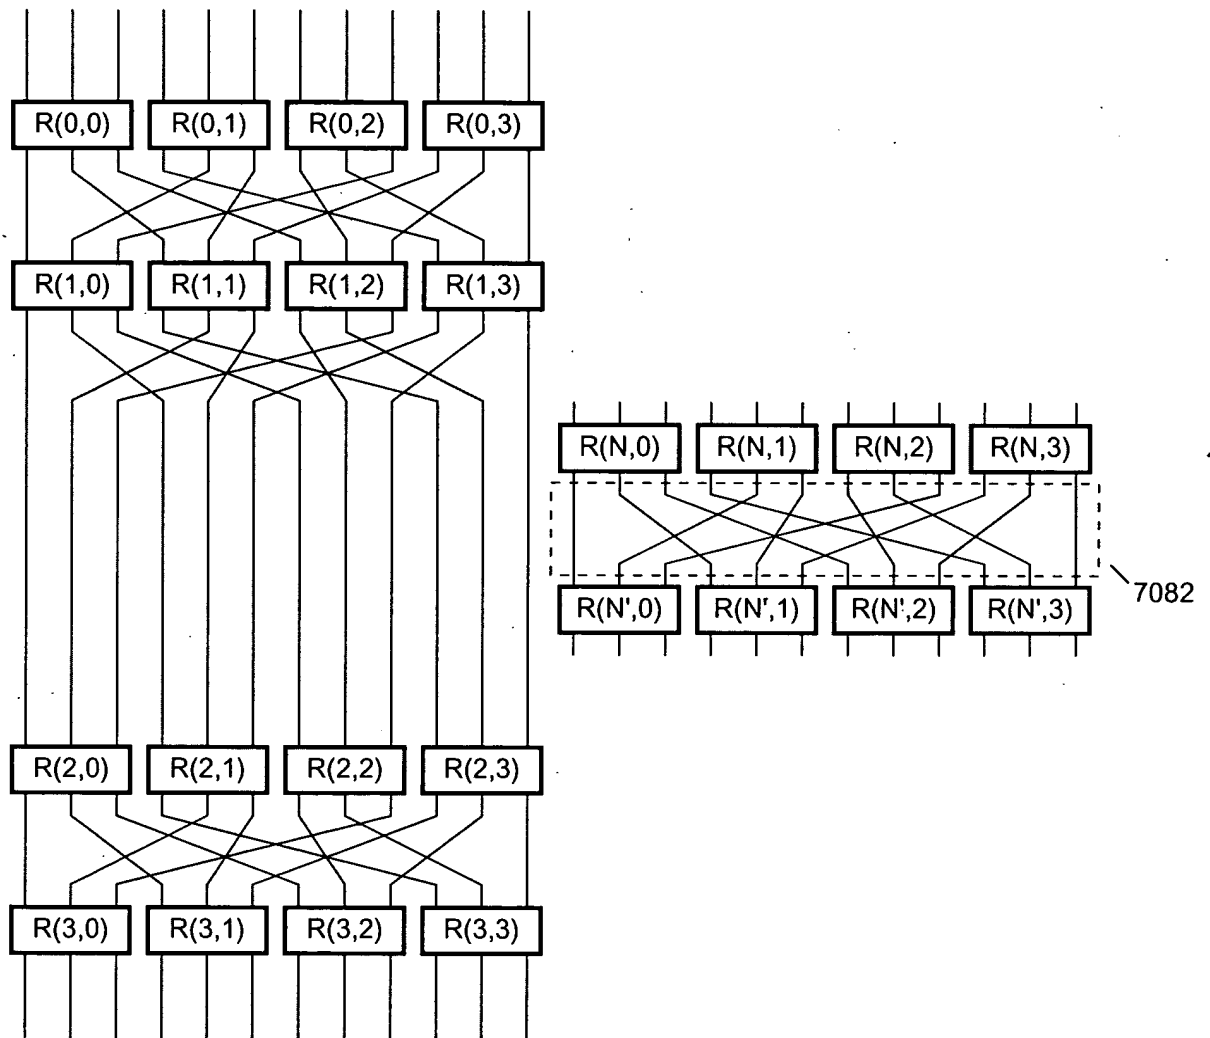 R(0,0) R(0,1) R(0,2) R(0,3)
R(1,0) R(1,1) R(1,2) R(1,3)
R(N,0) R(N,1) R(N,2) R(N,3)
7082
R(N',0) R(N',1) R(N',2) R(N',3)
R(2,0) R(2,1) R(2,2) R(2,3)
R(3,0) R(3,1) R(3,2) R(3,3)